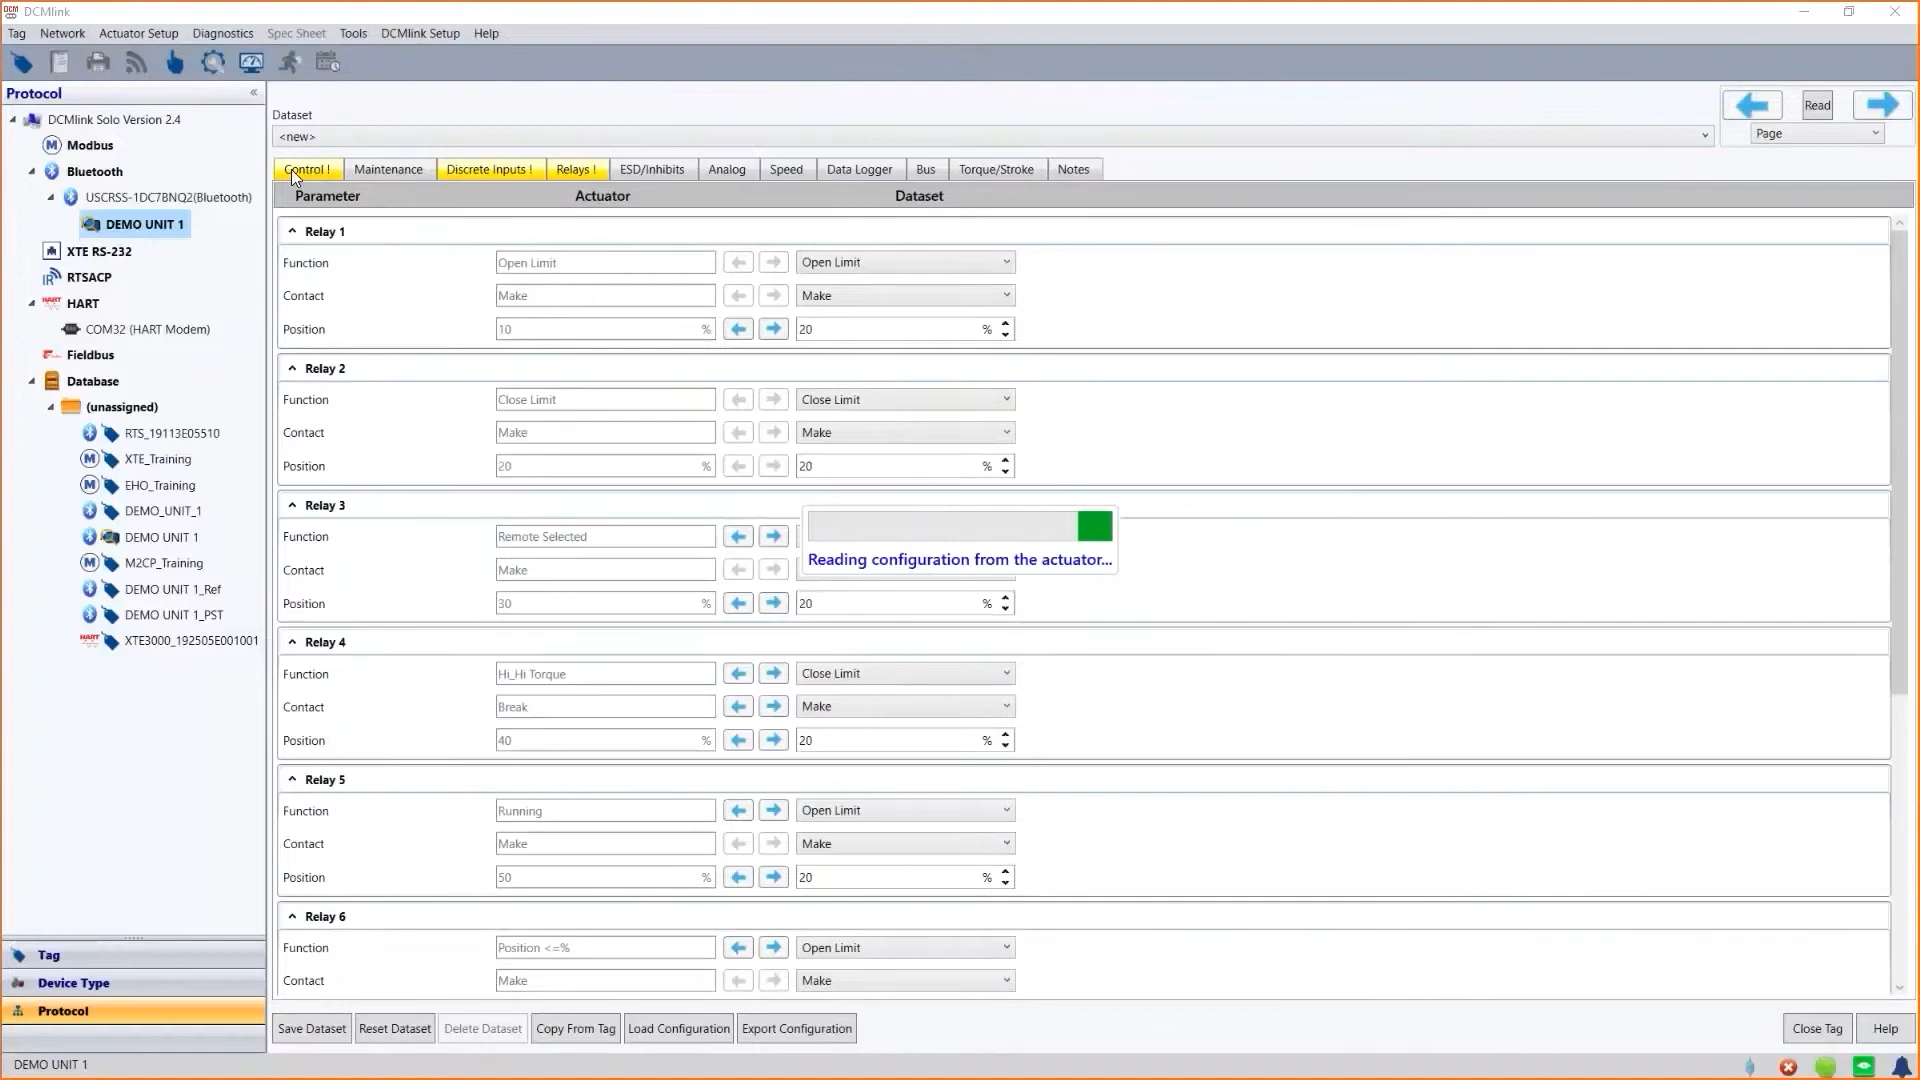 DCM DCMlink
Tag Network Actuator Setup Diagnostics Spec Sheet Tools DCMlink Setup Help
Protocol «
DCMlink Solo Version 2.4
Modbus
Bluetooth
USCRSS-1DC7BNQ2(Bluetooth)
DEMO UNIT 1
XTE RS-232
RTSACP
HART
COM32 (HART Modem)
Fieldbus
Database
(unassigned)
RTS_19113E05510
XTE_Training
EHO_Training
DEMO_UNIT_1
DEMO UNIT 1
M2CP_Training
DEMO UNIT 1_Ref
DEMO UNIT 1_PST
XTE3000_192505E001001
Tag
Device Type
Protocol
Dataset
<new>
Read
Page
Control ! Maintenance Discrete Inputs ! Relays ! ESD/Inhibits Analog Speed Data Logger Bus Torque/Stroke Notes
Parameter Actuator Dataset
Relay 1
Function Open Limit Open Limit
Contact Make Make
Position 10 % 20 %
Relay 2
Function Close Limit Close Limit
Contact Make Make
Position 20 % 20 %
Relay 3
Function Remote Selected
Contact Make
Position 30 % 20 %
Reading configuration from the actuator...
Relay 4
Function Hi_Hi Torque Close Limit
Contact Break Make
Position 40 % 20 %
Relay 5
Function Running Open Limit
Contact Make Make
Position 50 % 20 %
Relay 6
Function Position <=% Open Limit
Contact Make Make
Save Dataset Reset Dataset Delete Dataset Copy From Tag Load Configuration Export Configuration Close Tag Help
DEMO UNIT 1